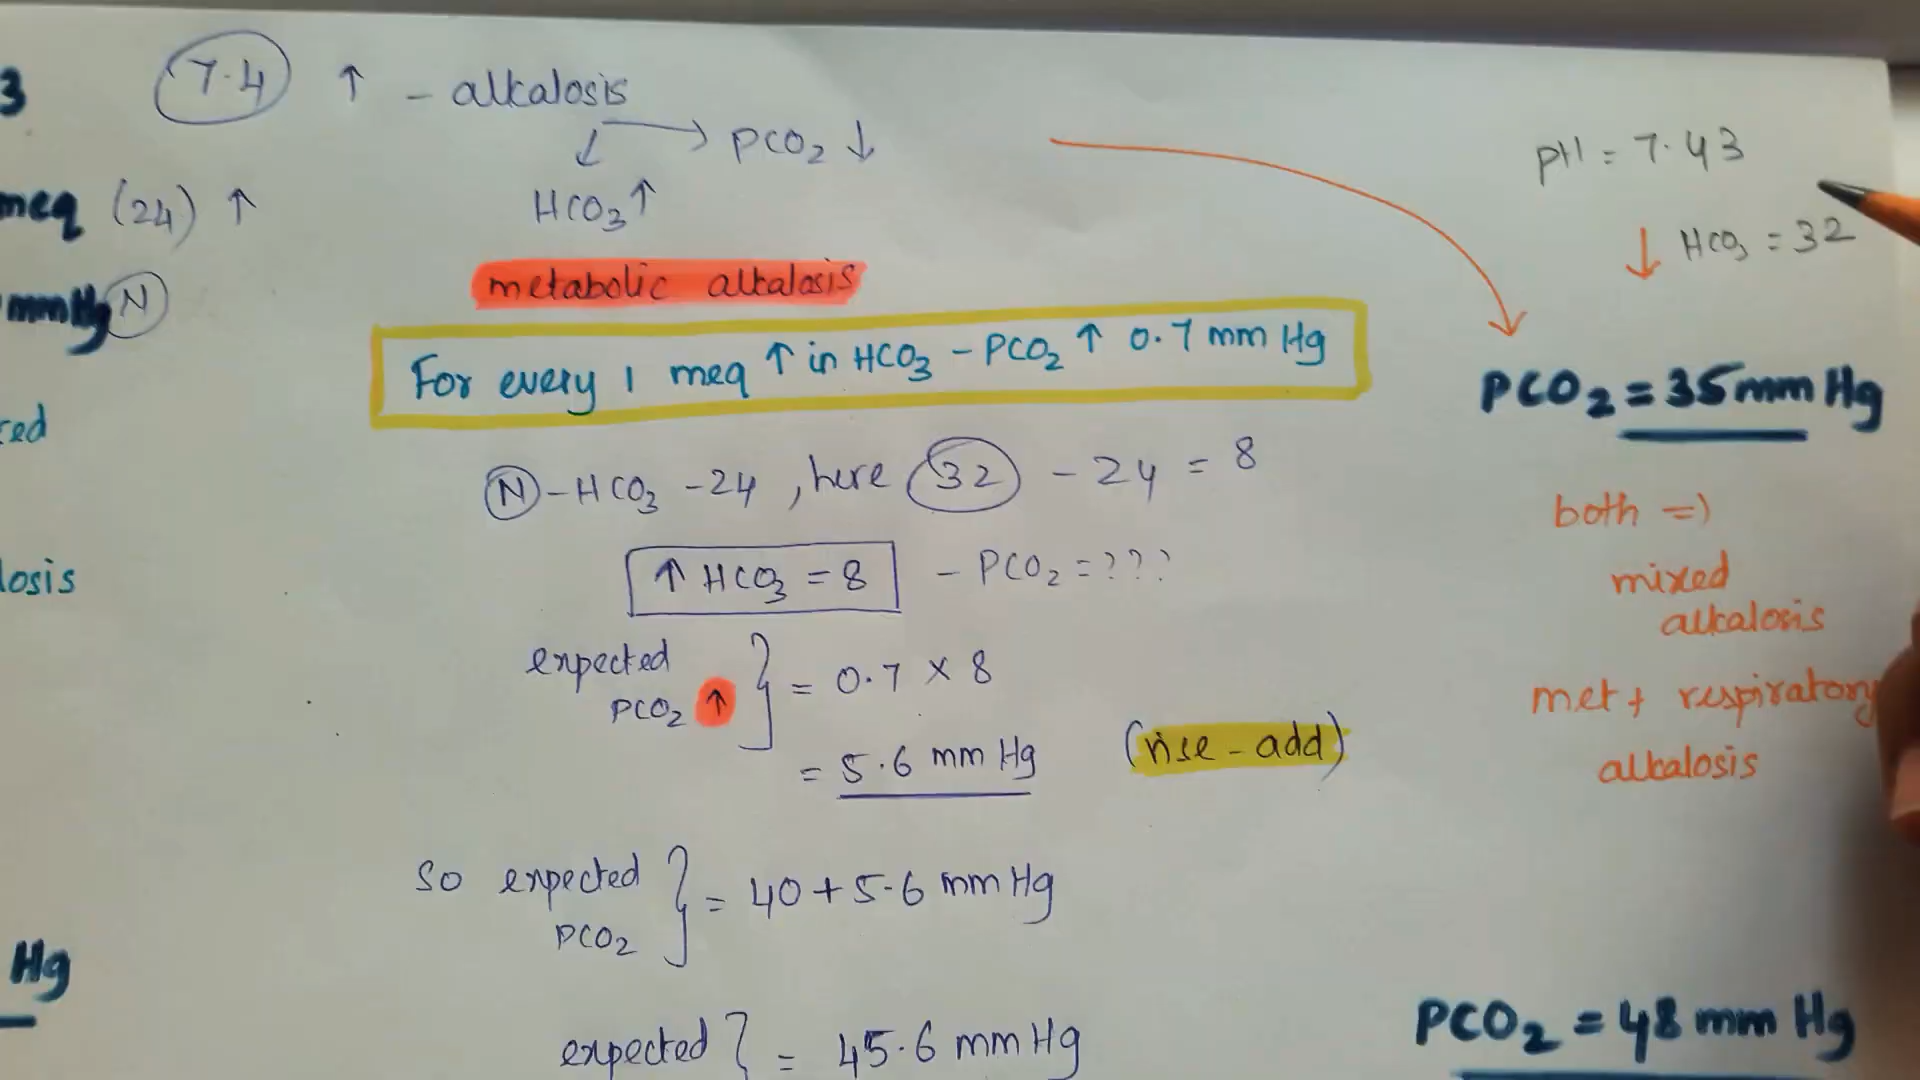 3 7.4 ↑ - alkalosis
PCO2 ↓
meq (24) ↑ HCO3 ↑
mmHg N
metabolic alkalosis
For every 1 meq ↑ in HCO3 - PCO2 ↑ 0.7 mm Hg
N - HCO3 - 24 , here 32 - 24 = 8
↑ HCO3 = 8 - PCO2 = ???
expected
PCO2 ↑ } = 0.7 × 8
= 5.6 mm Hg (rise - add)
So expected
PCO2 } = 40 + 5.6 mm Hg
expected } = 45.6 mm Hg
red
losis
Hg
pH = 7.43
↓ HCO3 = 32
PCO2 = 35 mm Hg
both =)
mixed
alkalosis
met + respiratory
alkalosis
PCO2 = 48 mm Hg